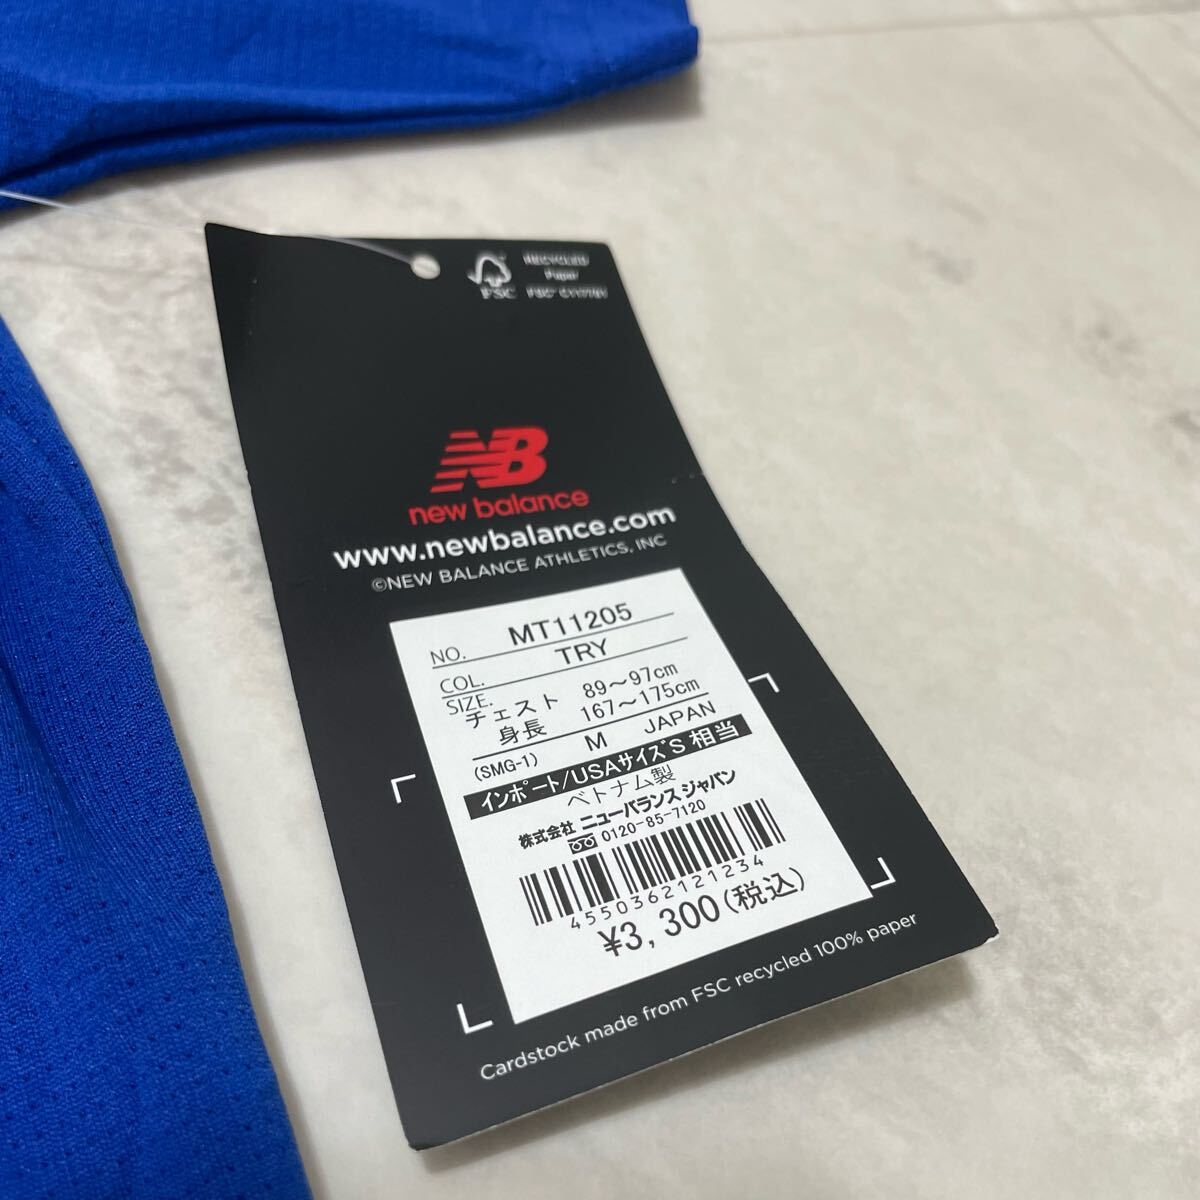 FSC
RECYCLED
Paper
NB
new balance
www.newbalance.com
©NEW BALANCE ATHLETICS, INC
NO. MT11205
COL. TRY
SIZE.
チェスト 89～97cm
身長 167～175cm
(SMG-1) M JAPAN
インポート/USAサイズS 相当
ベトナム製
株式会社 ニューバランス ジャパン
0120-85-7120
4550362121234
¥3,300(税込)
Cardstock made from FSC recycled 100% paper